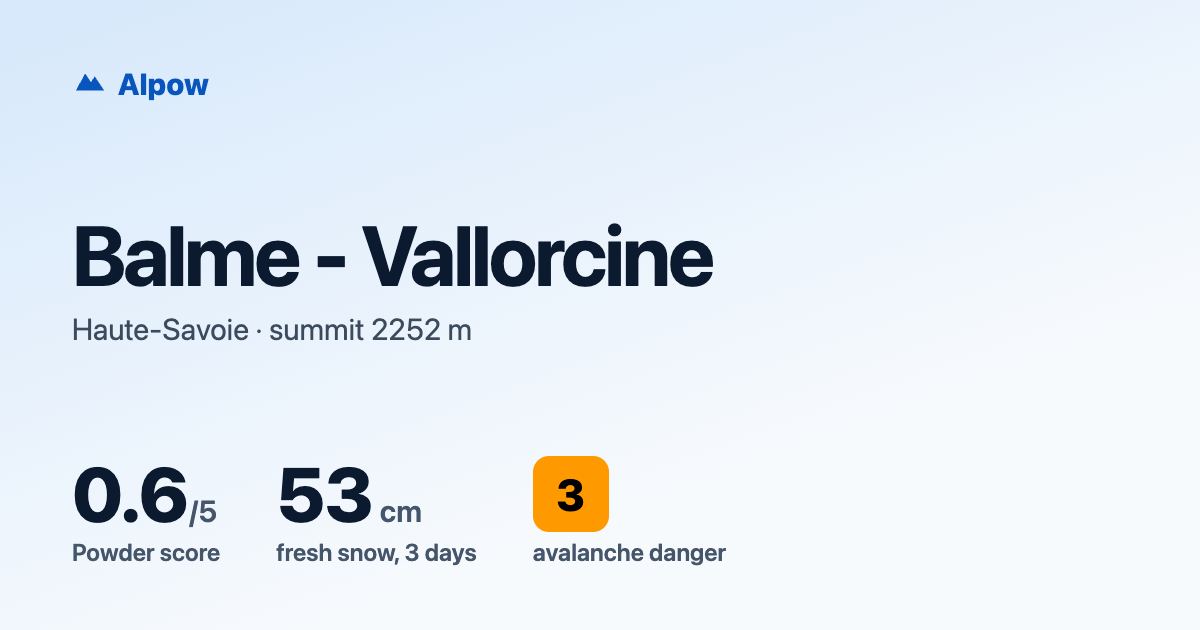 Alpow
Balme - Vallorcine
Haute-Savoie · summit 2252 m
0.6/5
Powder score
53 cm
fresh snow, 3 days
3
avalanche danger